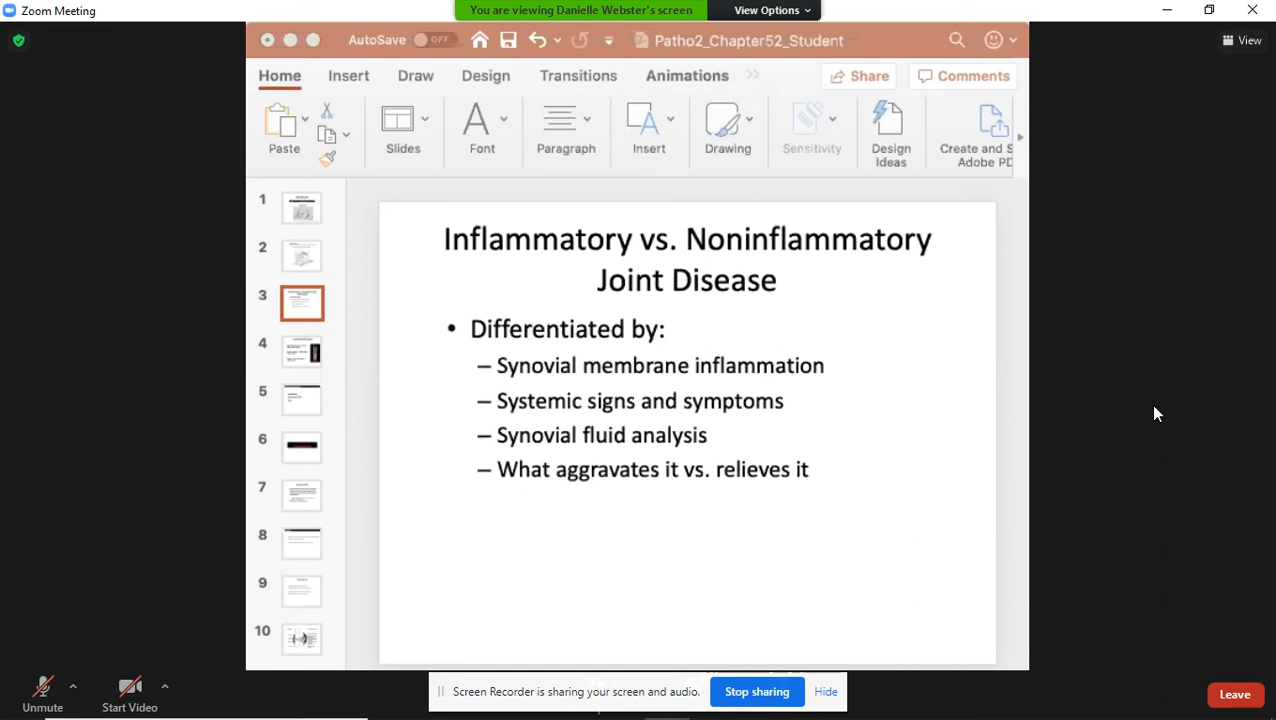 Zoom Meeting
You are viewing Danielle Webster's screen
View Options
View
AutoSave OFF
Patho2_Chapter52_Student
Home Insert Draw Design Transitions Animations Share Comments
Paste Slides Font Paragraph Insert Drawing Sensitivity Design Ideas Create and S
Adobe PD
1
2
3
4
5
6
7
8
9
10
Inflammatory vs. Noninflammatory
Joint Disease
• Differentiated by:
– Synovial membrane inflammation
– Systemic signs and symptoms
– Synovial fluid analysis
– What aggravates it vs. relieves it
Unmute
Start Video
Screen Recorder is sharing your screen and audio.
Stop sharing
Hide
Leave